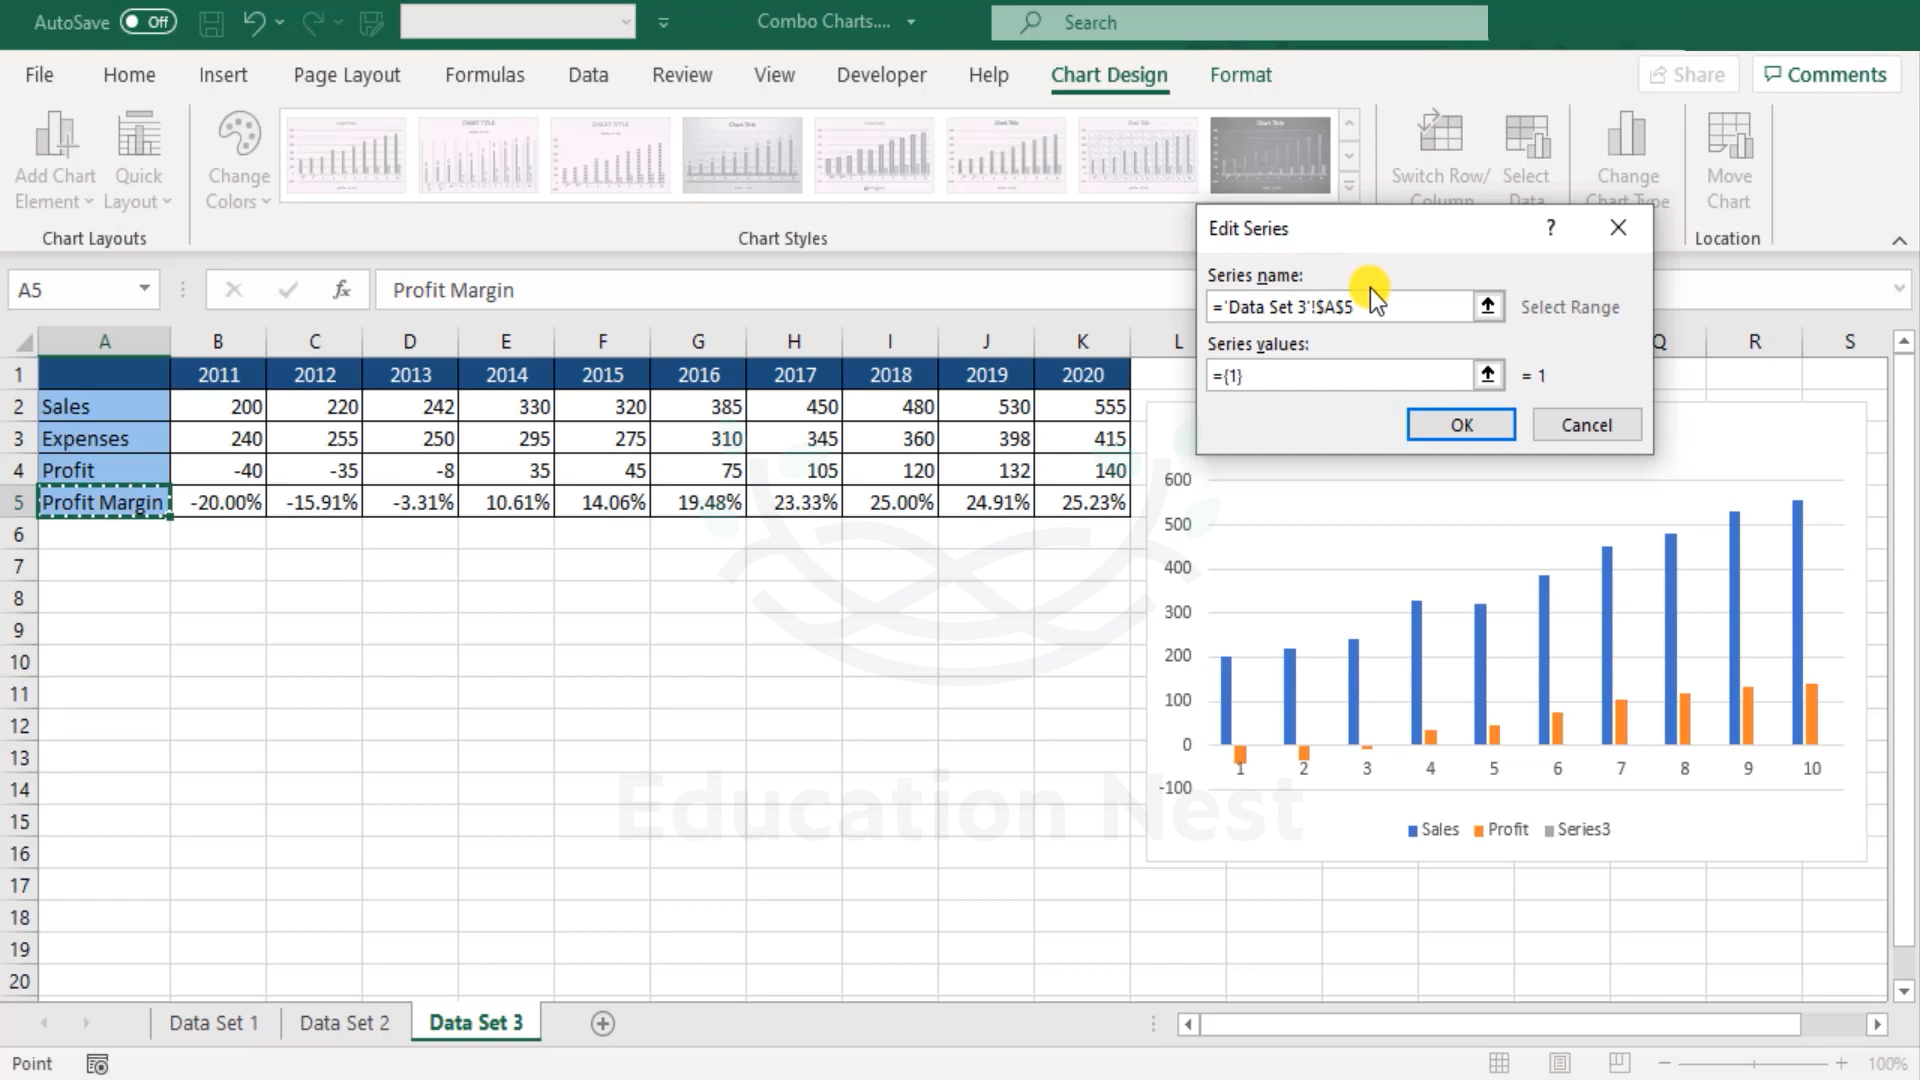 AutoSave Off Combo Charts.... Search
File Home Insert Page Layout Formulas Data Review View Developer Help Chart Design Format Share Comments
Add Chart Element Quick Layout Change Colors Switch Row/ Column Select Data Change Chart Type Move Chart
Chart Layouts Chart Styles Location
Edit Series ?
Series name:
='Data Set 3'!$A$5 Select Range
Series values:
={1} = 1
OK Cancel
A5 fx Profit Margin
A B C D E F G H I J K L Q R S
1 2011 2012 2013 2014 2015 2016 2017 2018 2019 2020
2 Sales 200 220 242 330 320 385 450 480 530 555
3 Expenses 240 255 250 295 275 310 345 360 398 415
4 Profit -40 -35 -8 35 45 75 105 120 132 140
5 Profit Margin -20.00% -15.91% -3.31% 10.61% 14.06% 19.48% 23.33% 25.00% 24.91% 25.23%
6
7
8
9
10
11
12
13
14
15
16
17
18
19
20
600
500
400
300
200
100
0
1 2 3 4 5 6 7 8 9 10
-100
Sales Profit Series3
Education Nest
Data Set 1 Data Set 2 Data Set 3
Point 100%